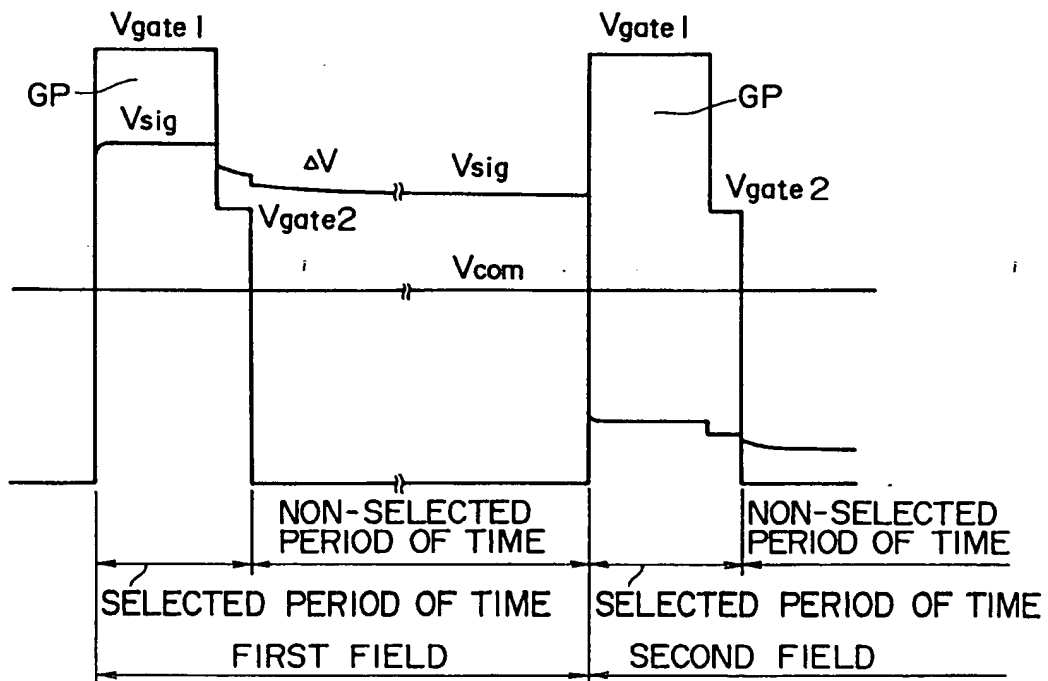 Vgate 1
Vgate 1
GP
GP
Vsig
ΔV
Vsig
Vgate 2
Vgate2
Vcom
NON-SELECTED
PERIOD OF TIME
NON-SELECTED
PERIOD OF TIME
SELECTED PERIOD OF TIME
SELECTED PERIOD OF TIME
FIRST FIELD
SECOND FIELD